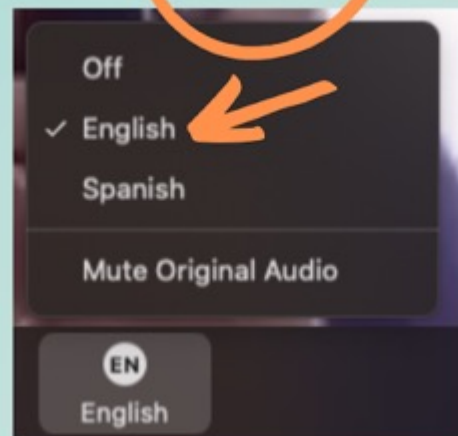 Off
✓ English
Spanish
Mute Original Audio
EN
English